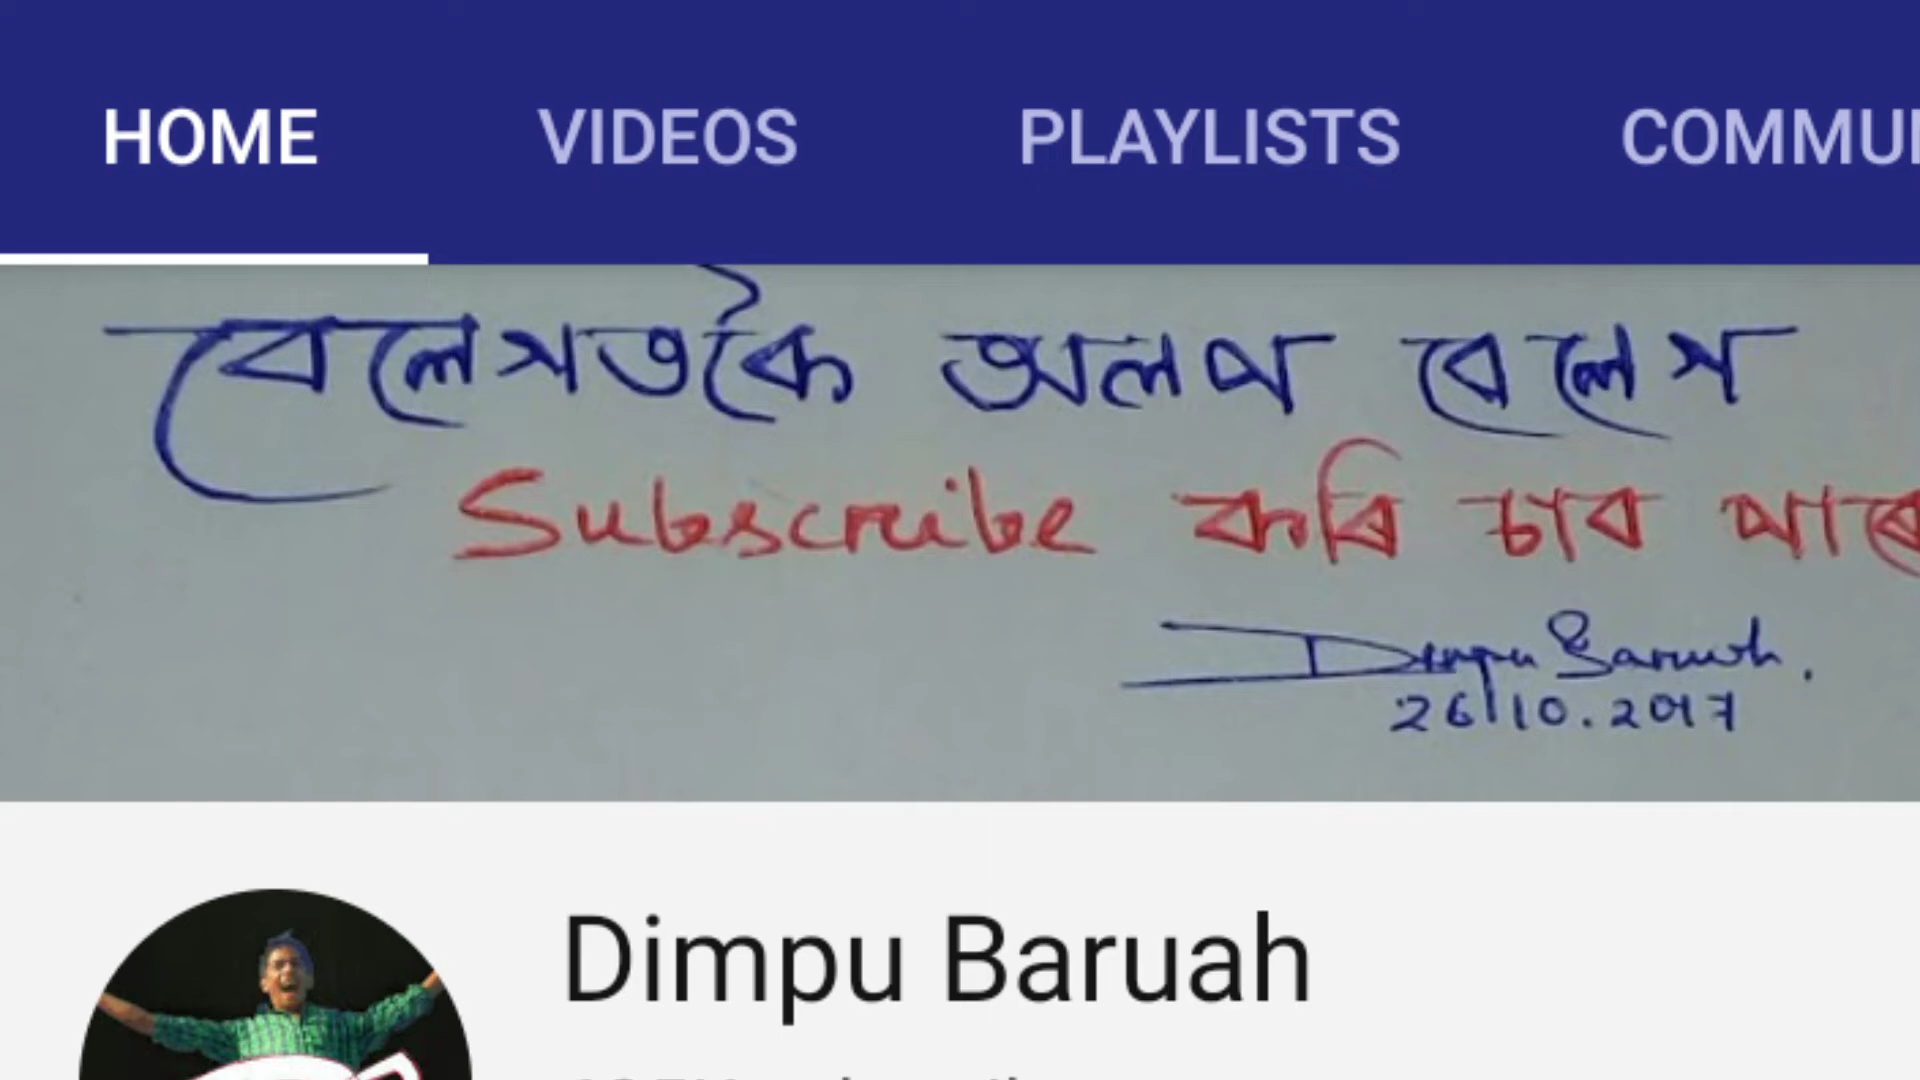 HOME VIDEOS PLAYLISTS COMMU
বেলেগতকৈ অলপ বেলেগ
Subscribe কৰি চাব পাৰে
Dimpu Baruah.
26/10.2017
Dimpu Baruah